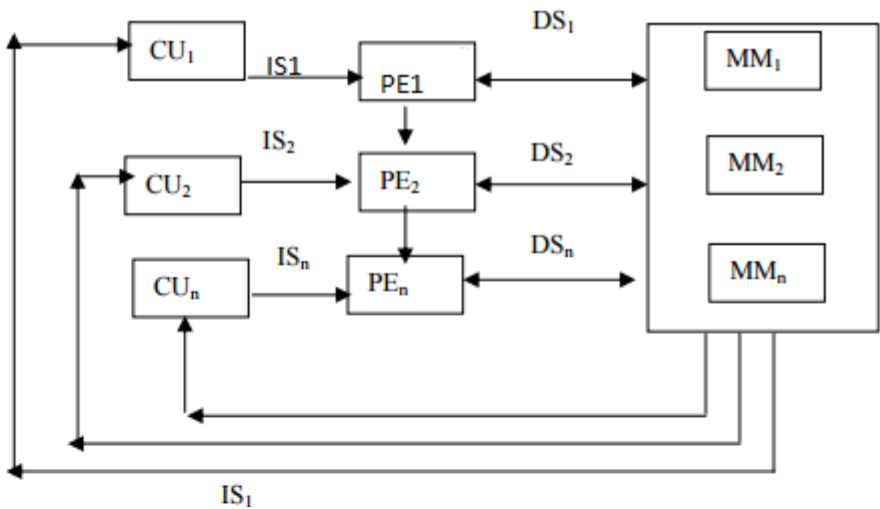 DS₁
CU₁ IS1 PE1 MM₁
IS₂ DS₂
CU₂ PE₂ MM₂
ISₙ DSₙ
CUₙ PEₙ MMₙ
IS₁